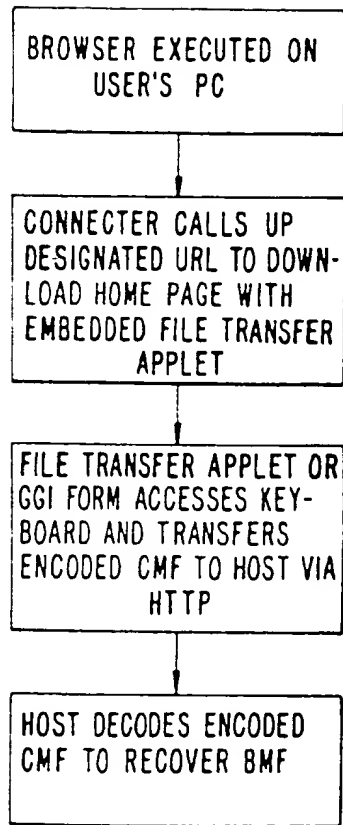 BROWSER EXECUTED ON
USER'S PC
CONNECTER CALLS UP
DESIGNATED URL TO DOWN-
LOAD HOME PAGE WITH
EMBEDDED FILE TRANSFER
APPLET
FILE TRANSFER APPLET OR
GGI FORM ACCESSES KEY-
BOARD AND TRANSFERS
ENCODED CMF TO HOST VIA
HTTP
HOST DECODES ENCODED
CMF TO RECOVER BMF